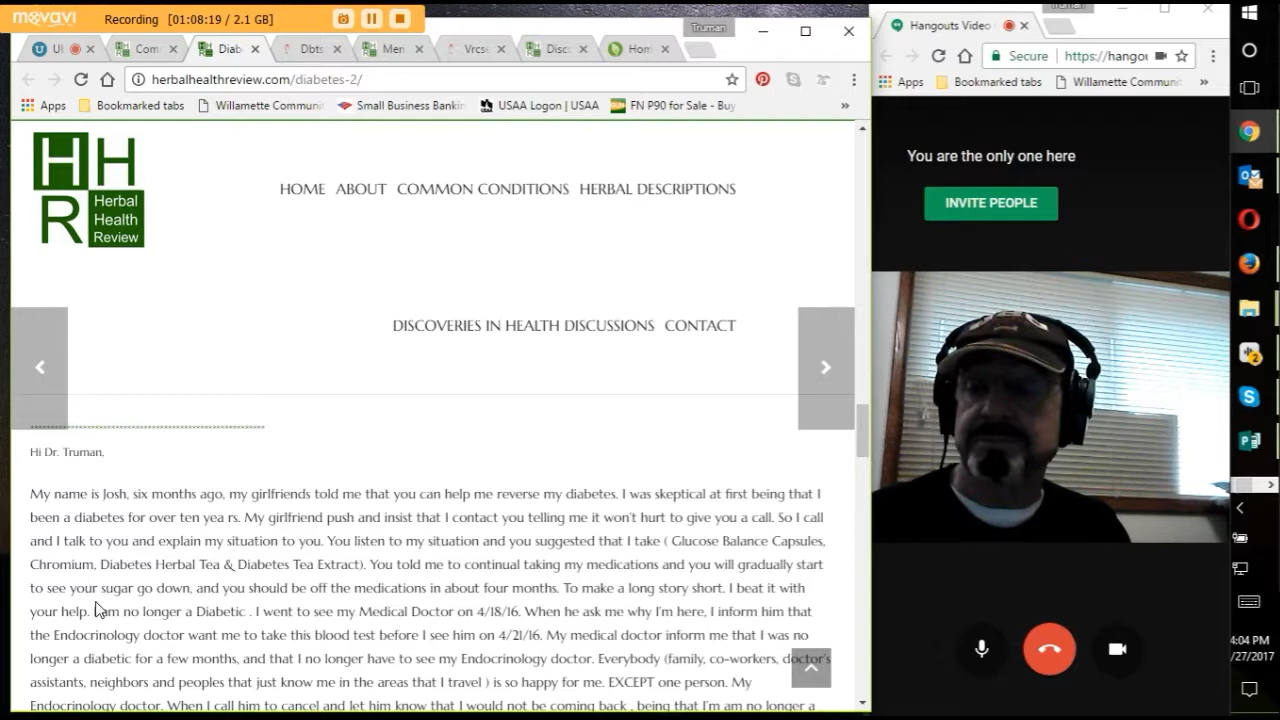 movavi
Recording [01:08:19 / 2.1 GB]
Truman
Truman
UI
Com
Diab
Dbts
Men
Vrcs
Disc
Hom
Hangouts Video
herbalhealthreview.com/diabetes-2/
Secure
https://hangou
Apps
Bookmarked tabs
Willamette Commun
Small Business Bankin
USAA Logon | USAA
FN P90 for Sale - Buy
»
Apps
Bookmarked tabs
Willamette Commun
»
HHR
Herbal
Health
Review
HOME ABOUT COMMON CONDITIONS HERBAL DESCRIPTIONS
DISCOVERIES IN HEALTH DISCUSSIONS CONTACT
You are the only one here
INVITE PEOPLE
Hi Dr. Truman,
My name is Josh, six months ago, my girlfriends told me that you can help me reverse my diabetes. I was skeptical at first being that I
been a diabetes for over ten yea rs. My girlfriend push and insist that I contact you telling me it won't hurt to give you a call. So I call
and I talk to you and explain my situation to you. You listen to my situation and you suggested that I take ( Glucose Balance Capsules,
Chromium, Diabetes Herbal Tea & Diabetes Tea Extract). You told me to continual taking my medications and you will gradually start
to see your sugar go down, and you should be off the medications in about four months. To make a long story short. I beat it with
your help. I am no longer a Diabetic . I went to see my Medical Doctor on 4/18/16. When he ask me why I'm here, I inform him that
the Endocrinology doctor want me to take this blood test before I see him on 4/21/16. My medical doctor inform me that I was no
longer a diabetic for a few months, and that I no longer have to see my Endocrinology doctor. Everybody (family, co-workers, doctor's
assistants, neighbors and peoples that just know me in the areas that I travel ) is so happy for me. EXCEPT one person. My
Endocrinology doctor. When I call him to cancel and let him know that I would not be coming back , being that I'm am no longer a
2
4:04 PM
/27/2017